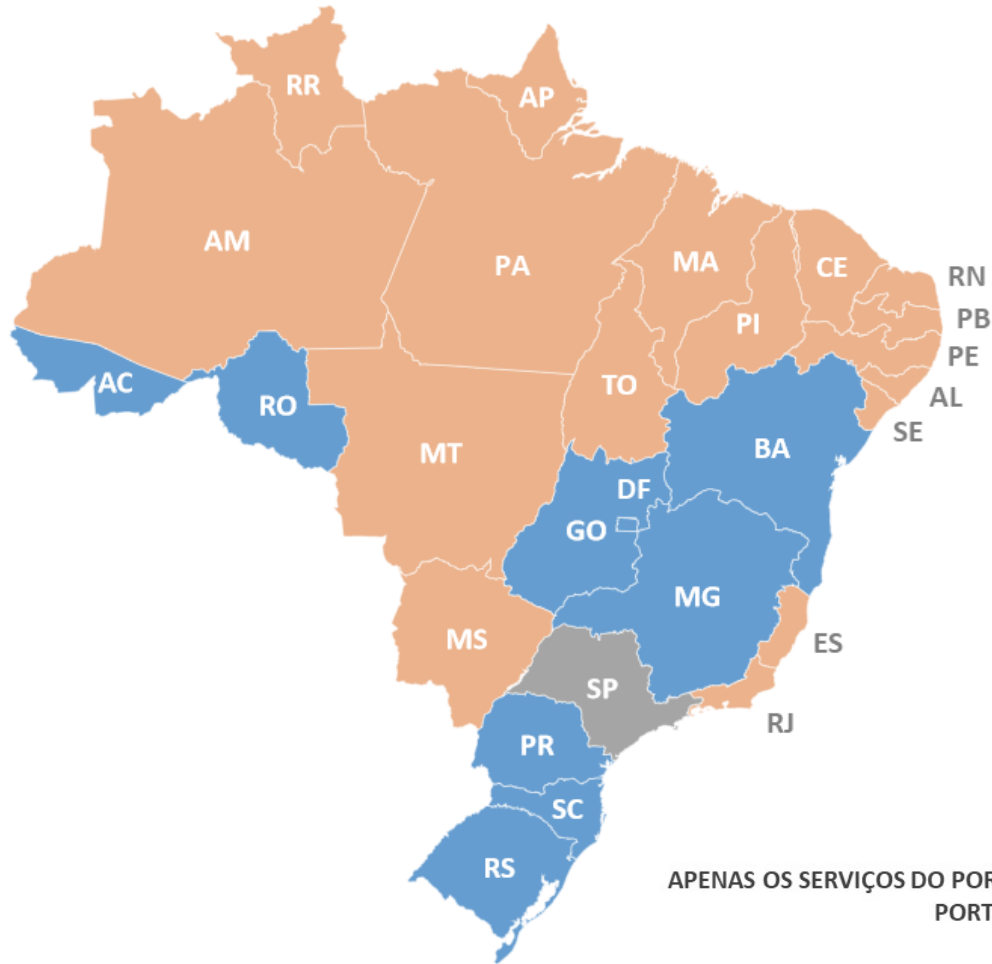 RR
AP
AM
PA
MA
CE
RN
PI
PB
PE
AC
RO
TO
AL
SE
MT
BA
DF
GO
MG
MS
ES
SP
RJ
PR
SC
RS
APENAS OS SERVIÇOS DO POR
PORT